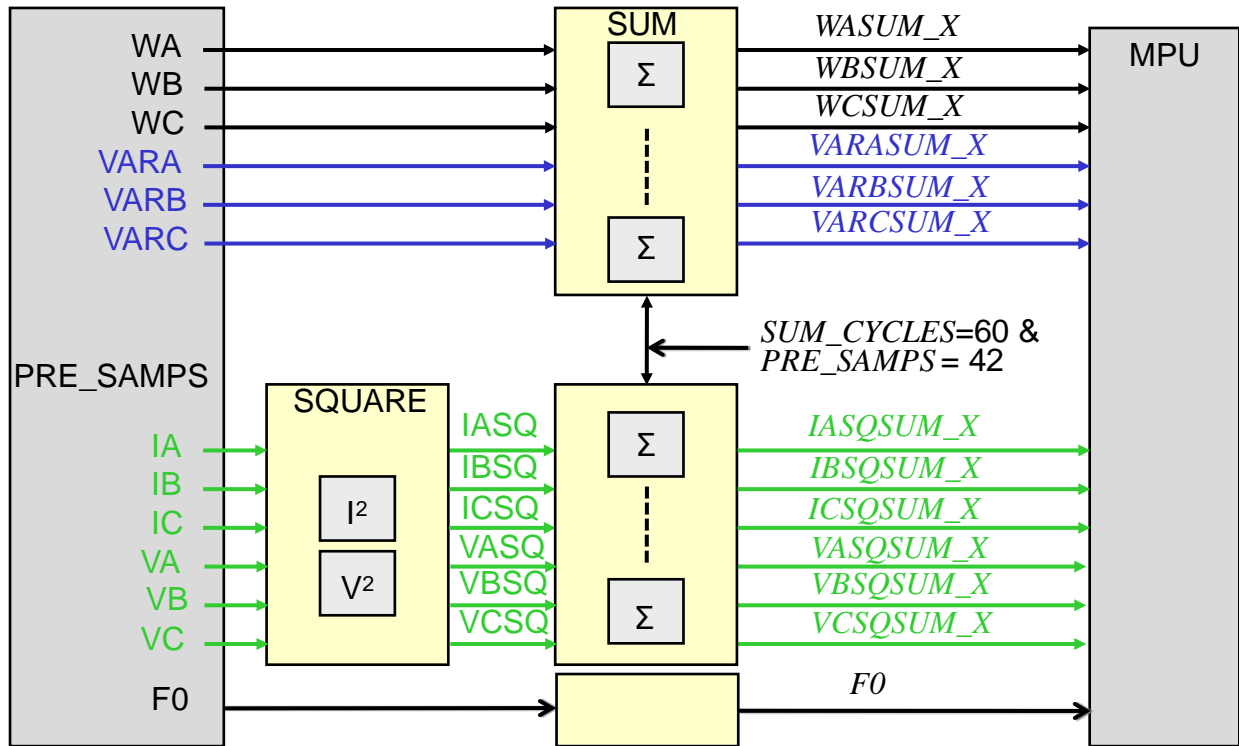 SUM
MPU
WA
WB
WC
VARA
VARB
VARC
Σ
Σ
WASUM_X
WBSUM_X
WCSUM_X
VARASUM_X
VARBSUM_X
VARCSUM_X
SUM_CYCLES=60 &
PRE_SAMPS = 42
PRE_SAMPS
SQUARE
IA
IB
IC
VA
VB
VC
I²
V²
IASQ
IBSQ
ICSQ
VASQ
VBSQ
VCSQ
Σ
Σ
IASQSUM_X
IBSQSUM_X
ICSQSUM_X
VASQSUM_X
VBSQSUM_X
VCSQSUM_X
F0
F0